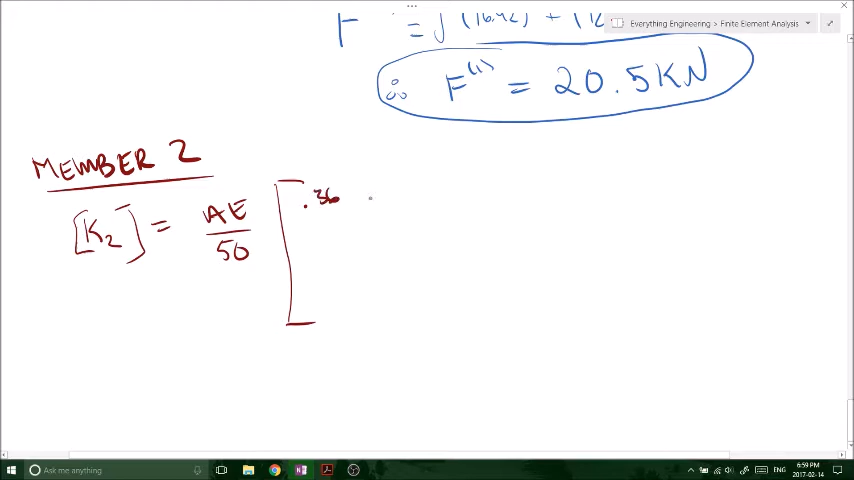 Everything Engineering > Finite Element Analysis
∴ F⁽¹⁾ = 20.5KN
MEMBER 2
[K₂] = AE/50 [ .36
Ask me anything
ENG
6:59 PM
2017-02-14